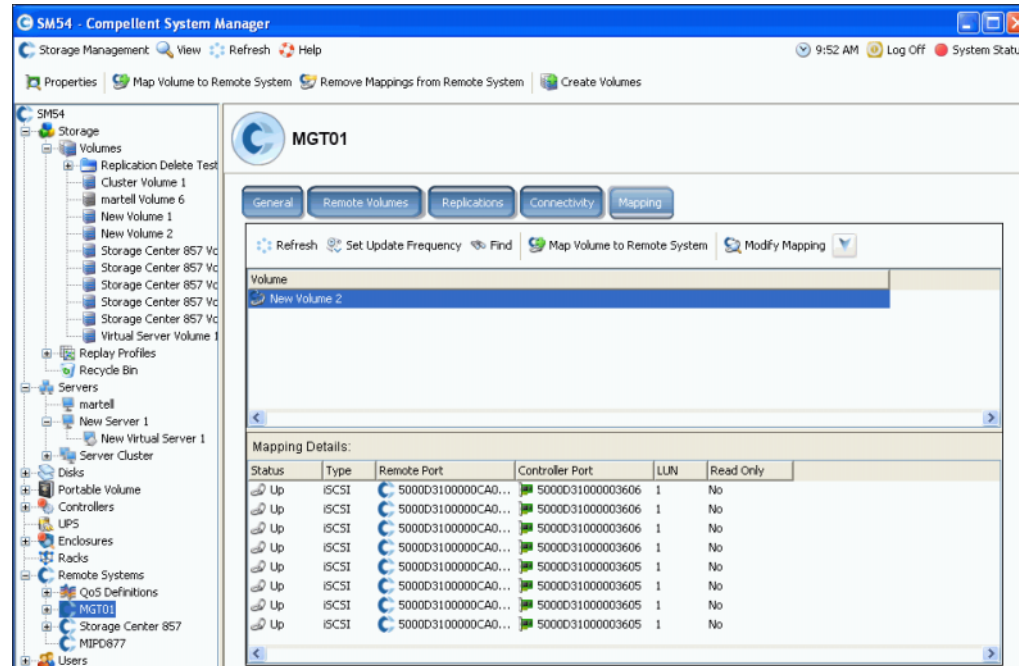 SM54 - Compellent System Manager
Storage Management View Refresh Help 9:52 AM Log Off System Statu
Properties Map Volume to Remote System Remove Mappings from Remote System Create Volumes
SM54
Storage
Volumes
Replication Delete Test
Cluster Volume 1
martell Volume 6
New Volume 1
New Volume 2
Storage Center 857 Vo
Storage Center 857 Vo
Storage Center 857 Vo
Storage Center 857 Vo
Storage Center 857 Vo
Virtual Server Volume 1
Replay Profiles
Recycle Bin
Servers
martell
New Server 1
New Virtual Server 1
Server Cluster
Disks
Portable Volume
Controllers
UPS
Enclosures
Racks
Remote Systems
QoS Definitions
MGT01
Storage Center 857
MIPD877
Users
MGT01
General Remote Volumes Replications Connectivity Mapping
Refresh Set Update Frequency Find Map Volume to Remote System Modify Mapping
Volume
New Volume 2
Mapping Details:
Status Type Remote Port Controller Port LUN Read Only
Up iSCSI 5000D3100000CA0... 5000D31000003606 1 No
Up iSCSI 5000D3100000CA0... 5000D31000003606 1 No
Up iSCSI 5000D3100000CA0... 5000D31000003606 1 No
Up iSCSI 5000D3100000CA0... 5000D31000003606 1 No
Up iSCSI 5000D3100000CA0... 5000D31000003605 1 No
Up iSCSI 5000D3100000CA0... 5000D31000003605 1 No
Up iSCSI 5000D3100000CA0... 5000D31000003605 1 No
Up iSCSI 5000D3100000CA0... 5000D31000003605 1 No